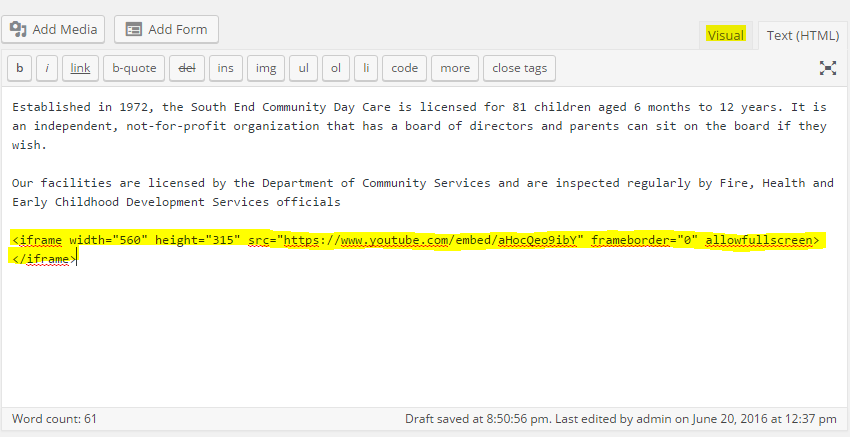 Add Media Add Form
Visual Text (HTML)
b i link b-quote del ins img ul ol li code more close tags
Established in 1972, the South End Community Day Care is licensed for 81 children aged 6 months to 12 years. It is
an independent, not-for-profit organization that has a board of directors and parents can sit on the board if they
wish.
Our facilities are licensed by the Department of Community Services and are inspected regularly by Fire, Health and
Early Childhood Development Services officials
<iframe width="560" height="315" src="https://www.youtube.com/embed/aHocQeo9ibY" frameborder="0" allowfullscreen>
</iframe>
Word count: 61 Draft saved at 8:50:56 pm. Last edited by admin on June 20, 2016 at 12:37 pm